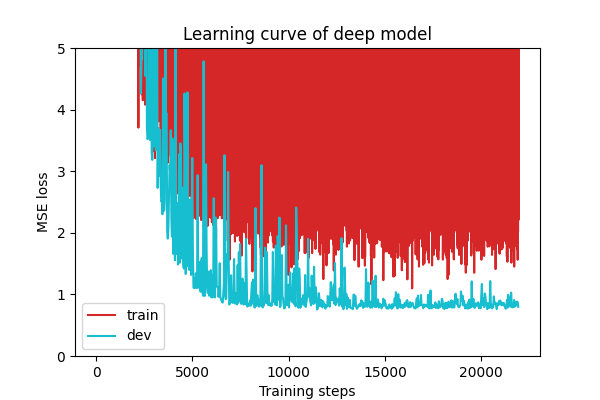 Learning curve of deep model
MSE loss
5
4
3
2
1
0
train
dev
0 5000 10000 15000 20000
Training steps